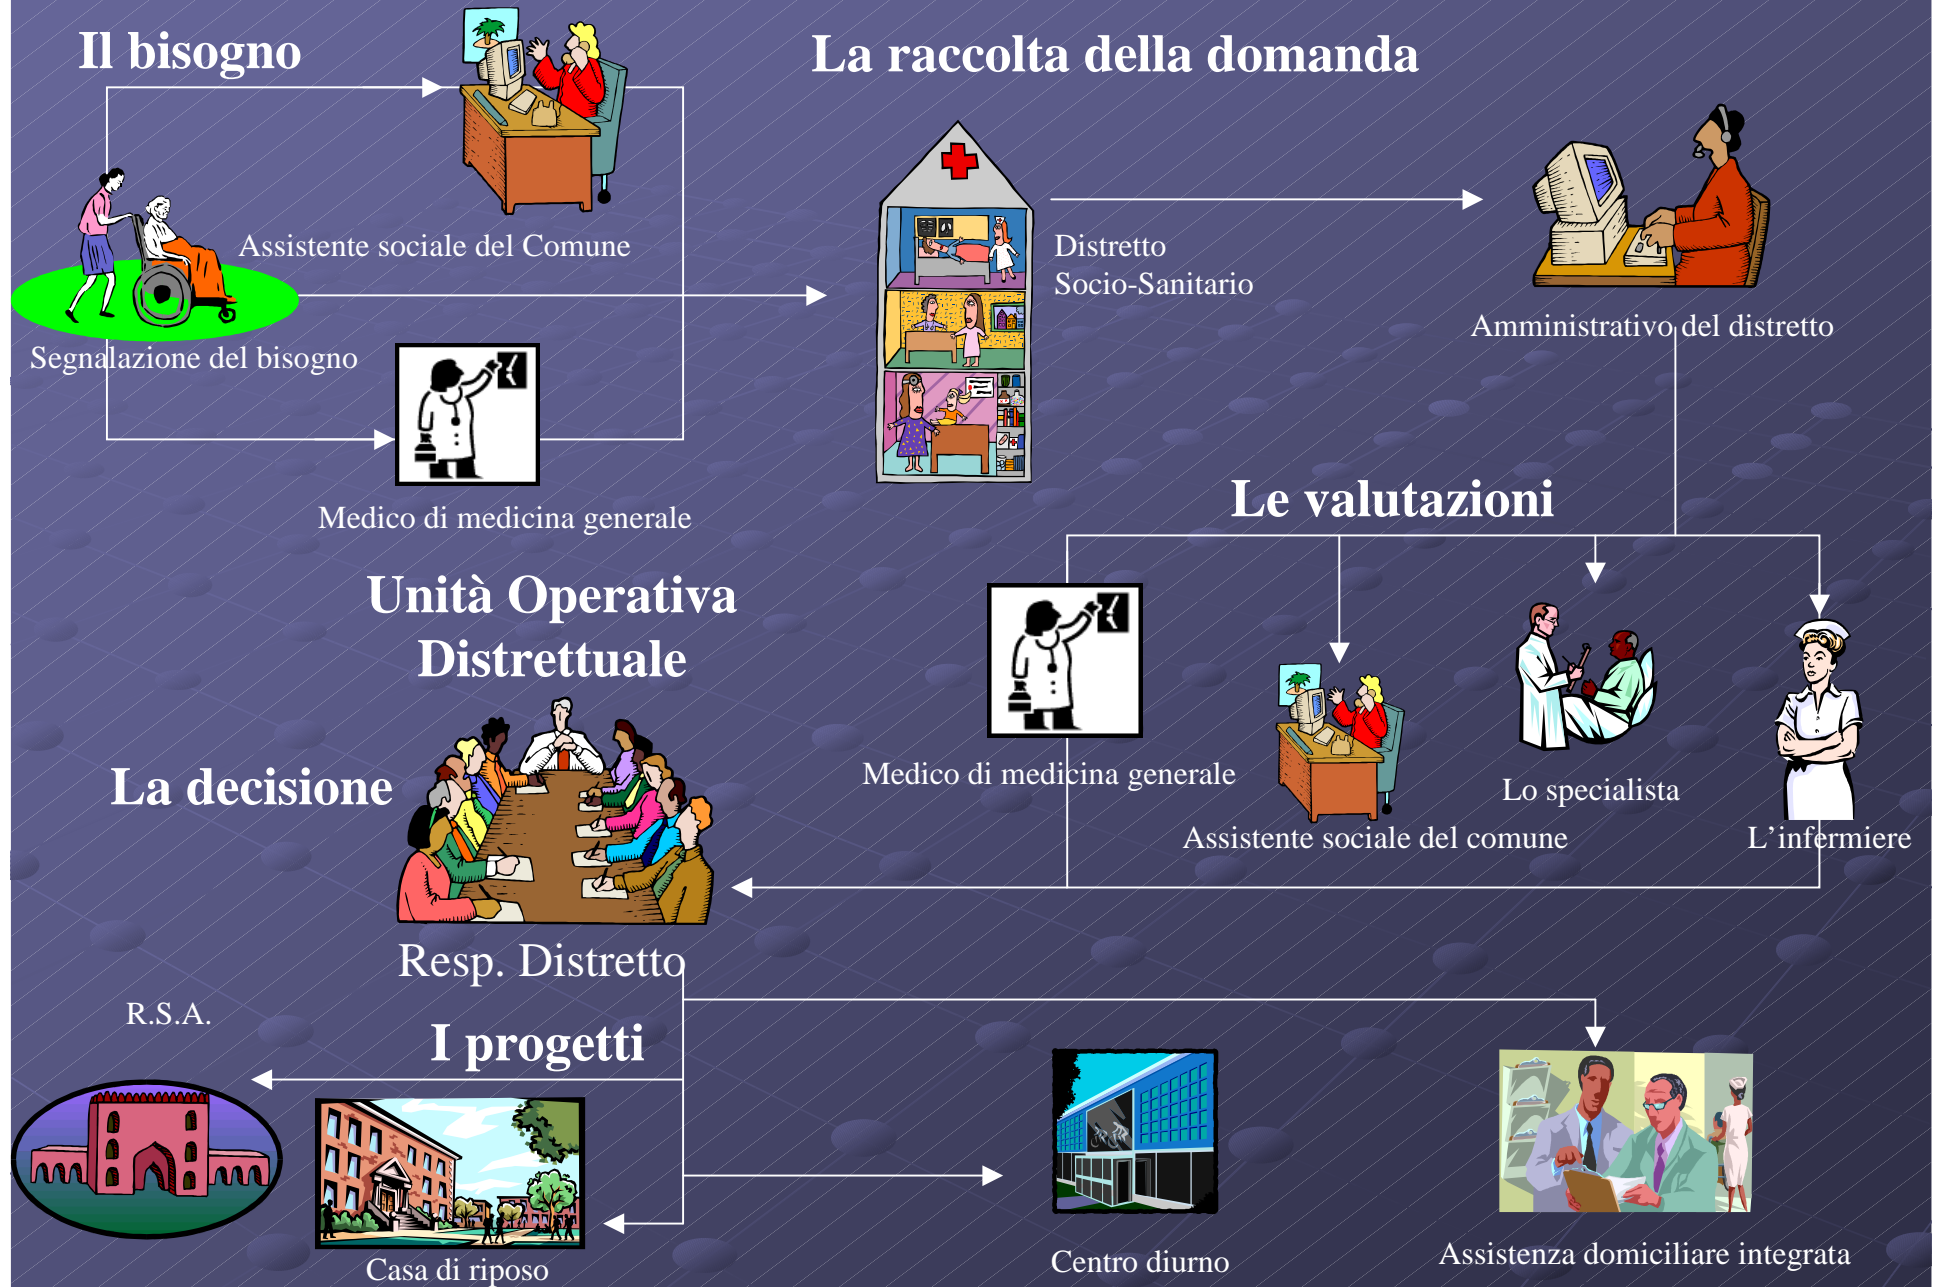 Il bisogno
La raccolta della domanda
Assistente sociale del Comune
Distretto
Socio-Sanitario
Segnalazione del bisogno
Amministrativo del distretto
Medico di medicina generale
Le valutazioni
Unità Operativa
Distrettuale
La decisione
Medico di medicina generale
Assistente sociale del comune
Lo specialista
L’infermiere
Resp. Distretto
R.S.A.
I progetti
Casa di riposo
Centro diurno
Assistenza domiciliare integrata